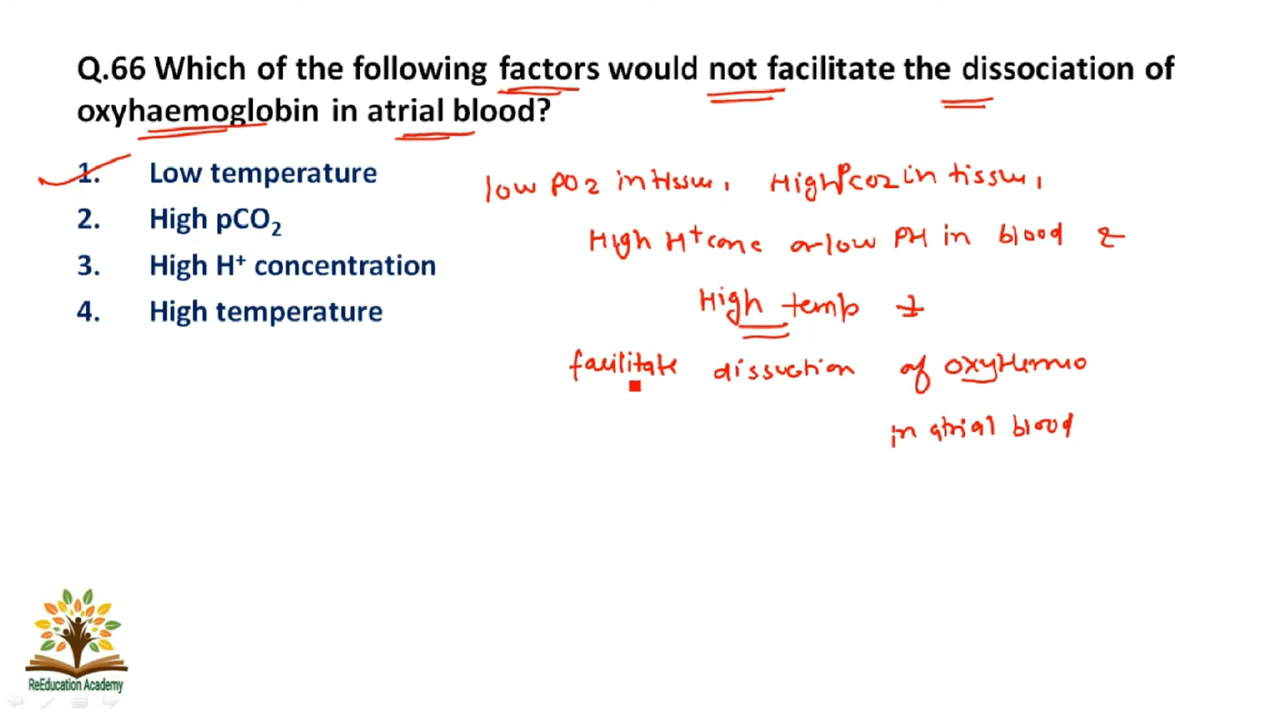 Q.66 Which of the following factors would not facilitate the dissociation of
oxyhaemoglobin in atrial blood?
1. Low temperature
2. High pCO₂
3. High H⁺ concentration
4. High temperature
low PO2 in tissue, High PCO2 in tissue,
High H+ conc or low PH in blood &
High temp
facilitate dissuction of oxyHemo
in atrial blood
ReEducation Academy